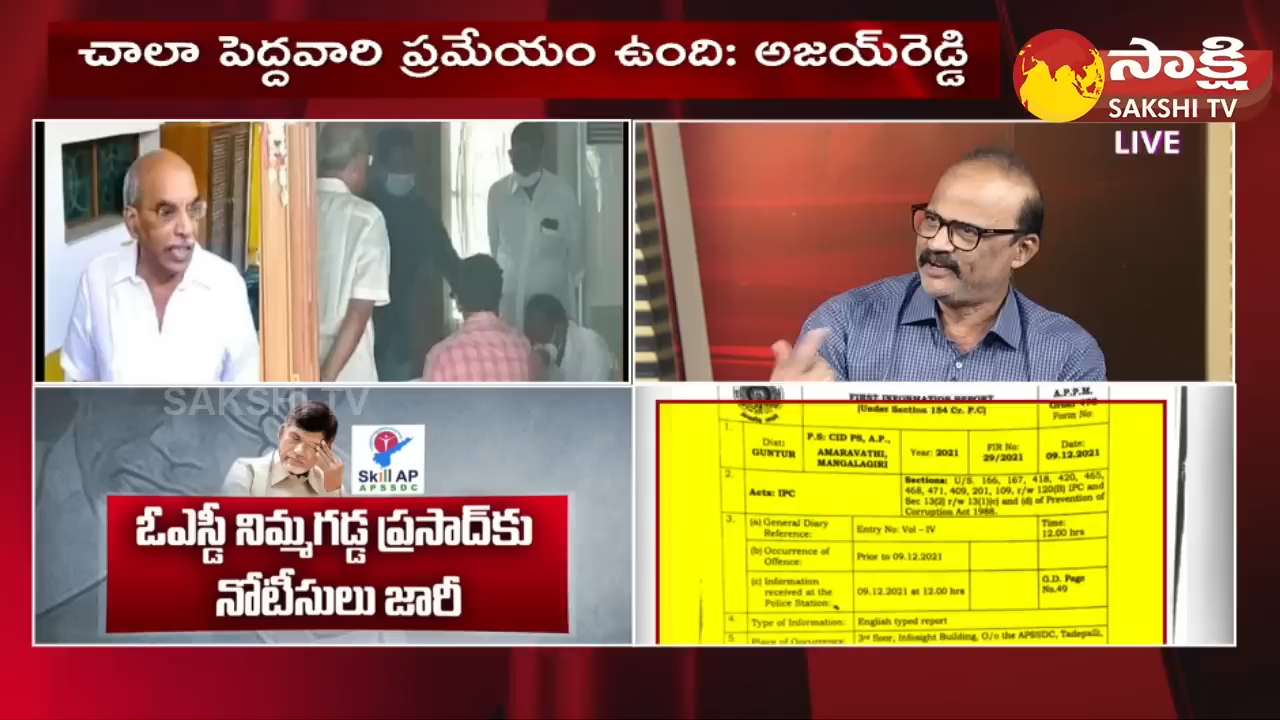 చాలా పెద్దవారి ప్రమేయం ఉంది: అజయ్‌రెడ్డి
సాక్షి
SAKSHI TV
LIVE
SAKSHI TV
Skill AP
APSSDC
ఓఎస్డీ నిమ్మగడ్డ ప్రసాద్‌కు
నోటీసులు జారీ
FIRST INFORMATION REPORT
(Under Section 154 Cr. P.C)
A.P.P.M.
Form No:
1.
Dist:
GUNTUR
P.S: CID PS, A.P.,
AMARAVATHI,
MANGALAGIRI
Year: 2021
FIR No:
29/2021
Date:
09.12.2021
2.
Acts: IPC
Sections: U/S. 166, 167, 418, 420, 465,
468, 471, 409, 201, 109, r/w 120(B) IPC and
Sec 13(2) r/w 13(1)(c) and (d) of Prevention of
Corruption Act 1988.
3.
(a) General Diary
Reference:
Entry No: Vol – IV
Time:
12.00 hrs
(b) Occurrence of
Offence:
Prior to 09.12.2021
(c) Information
received at the
Police Station:
09.12.2021 at 12.00 hrs
G.D. Page
No.49
4.
Type of Information:
English typed report
5.
Place of Occurrence
3rd floor, Infosight Building, O/o the APSSDC, Tadepalli,